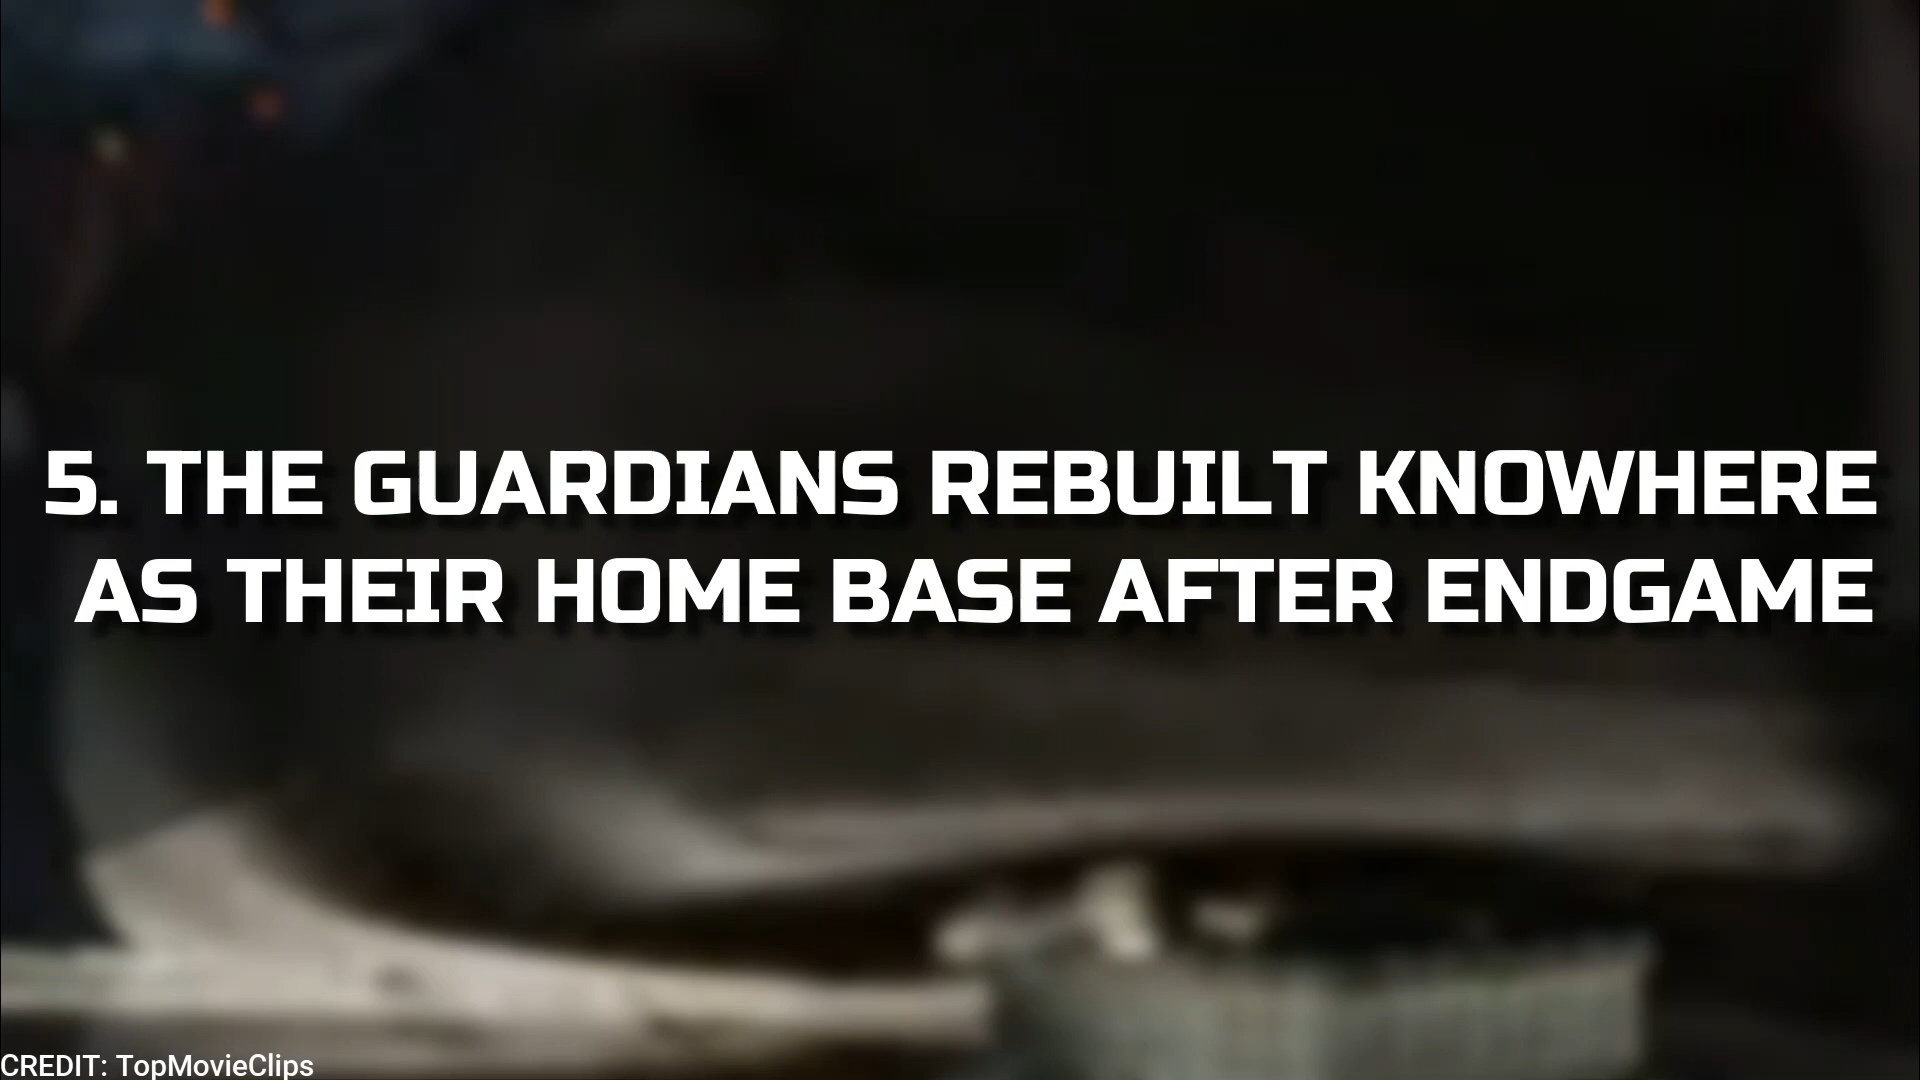 5. THE GUARDIANS REBUILT KNOWHERE
AS THEIR HOME BASE AFTER ENDGAME
CREDIT: TopMovieClips